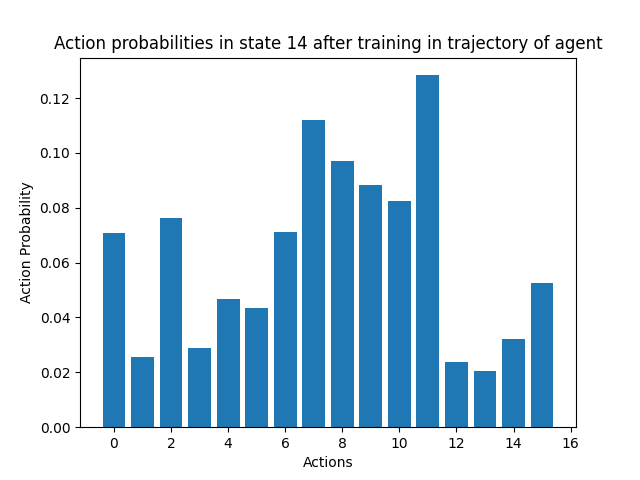 Action probabilities in state 14 after training in trajectory of agent
0.12
0.10
0.08
0.06
0.04
0.02
0.00
Action Probability
0 2 4 6 8 10 12 14 16
Actions